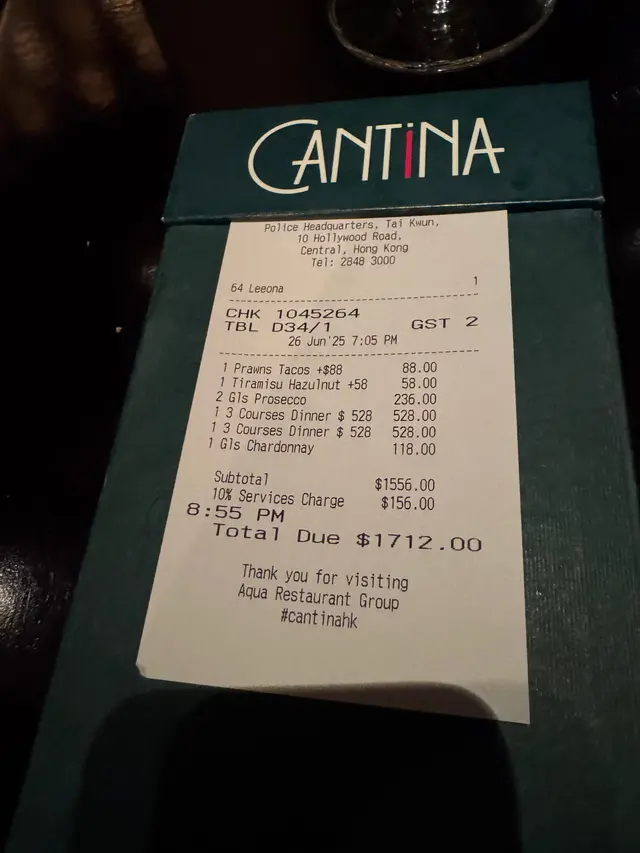 CANTiNA
Police Headquarters, Tai Kwun,
10 Hollywood Road,
Central, Hong Kong
Tel: 2848 3000
64 Leeona 1
CHK 1045264
TBL D34/1 GST 2
26 Jun'25 7:05 PM
1 Prawns Tacos +$88 88.00
1 Tiramisu Hazulnut +58 58.00
2 Gls Prosecco 236.00
1 3 Courses Dinner $ 528 528.00
1 3 Courses Dinner $ 528 528.00
1 Gls Chardonnay 118.00
Subtotal $1556.00
10% Services Charge $156.00
8:55 PM
Total Due $1712.00
Thank you for visiting
Aqua Restaurant Group
#cantinahk